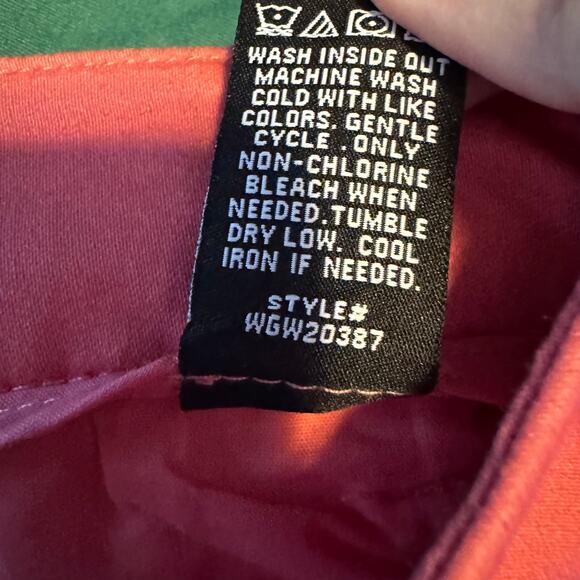 WASH INSIDE OUT
MACHINE WASH
COLD WITH LIKE
COLORS. GENTLE
CYCLE . ONLY
NON-CHLORINE
BLEACH WHEN
NEEDED.TUMBLE
DRY LOW. COOL
IRON IF NEEDED.
STYLE#
WGW20387